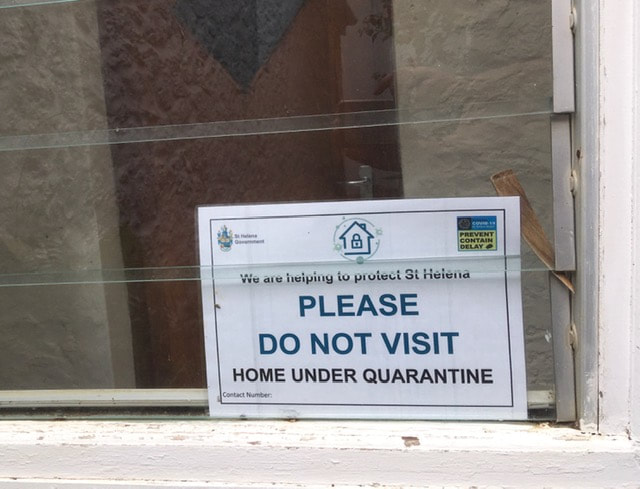 St Helena
Government
COVID-19
PREVENT
CONTAIN
DELAY
We are helping to protect St Helena
PLEASE
DO NOT VISIT
HOME UNDER QUARANTINE
Contact Number: